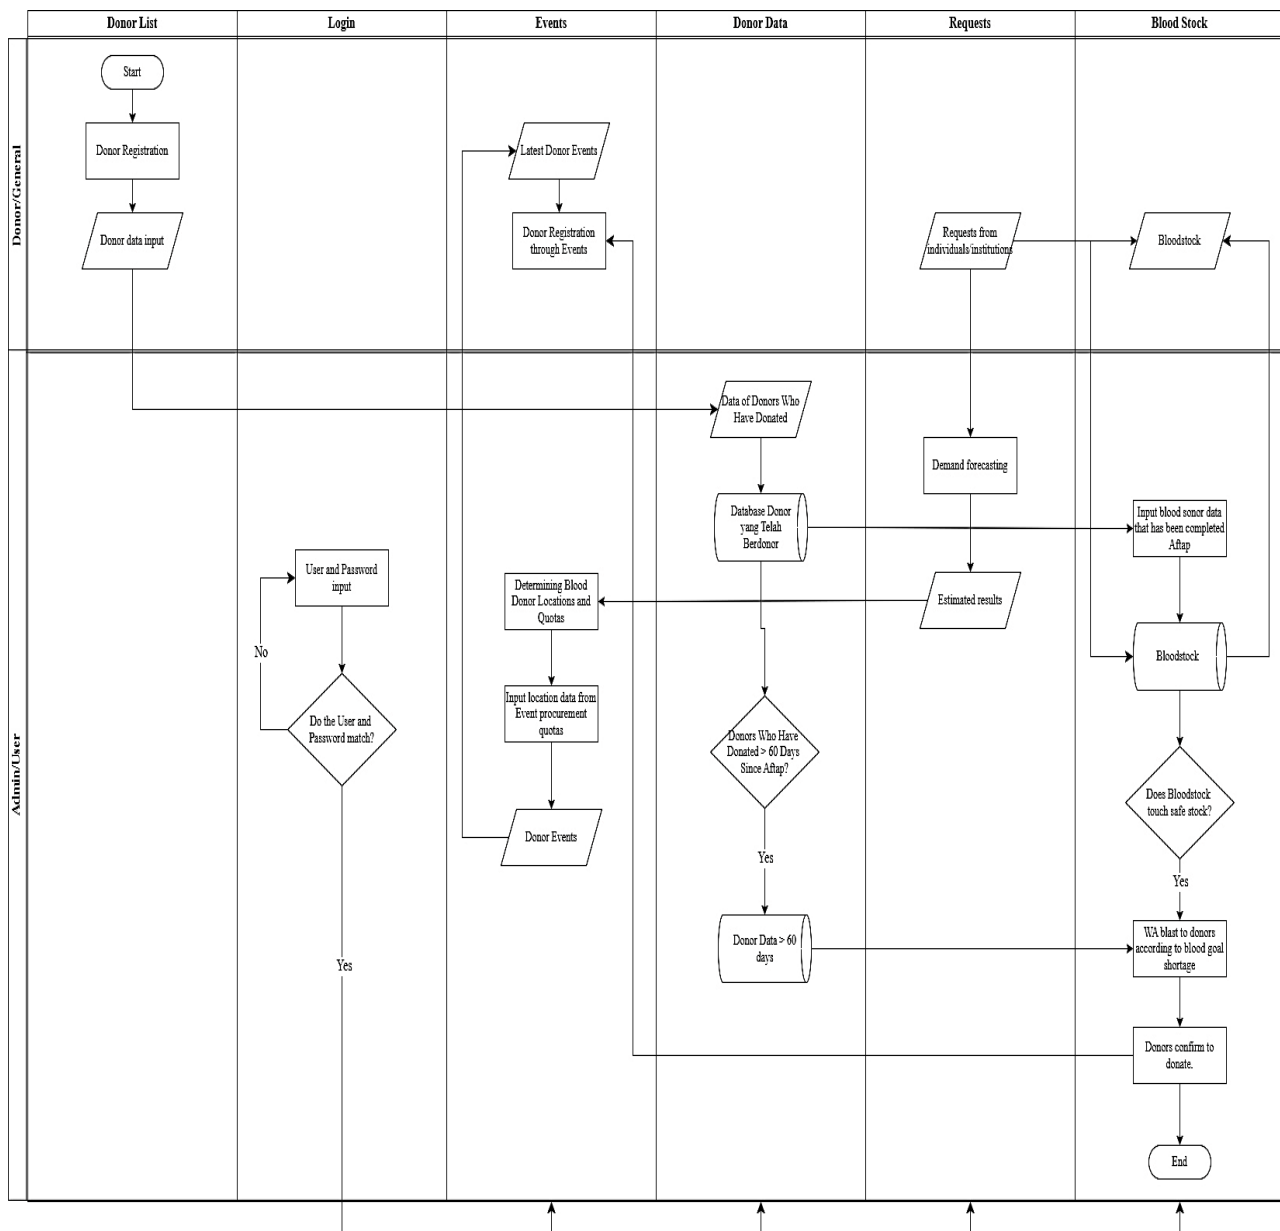 Donor List
Login
Events
Donor Data
Requests
Blood Stock
Donor/General
Start
Donor Registration
Donor data input
Latest Donor Events
Donor Registration
through Events
Requests from
individuals/institutions
Bloodstock
Admin/User
User and Password
input
No
Do the User and
Password match?
Yes
Determining Blood
Donor Locations and
Quotas
Input location data from
Event procurement
quotas
Donor Events
Data of Donors Who
Have Donated
Database Donor
yang Telah
Berdonor
Donors Who Have
Donated > 60 Days
Since Aftap?
Yes
Donor Data > 60
days
Demand forecasting
Estimated results
Input blood sonor data
that has been completed
Aftap
Bloodstock
Does Bloodstock
touch safe stock?
Yes
WA blast to donors
according to blood goal
shortage
Donors confirm to
donate.
End